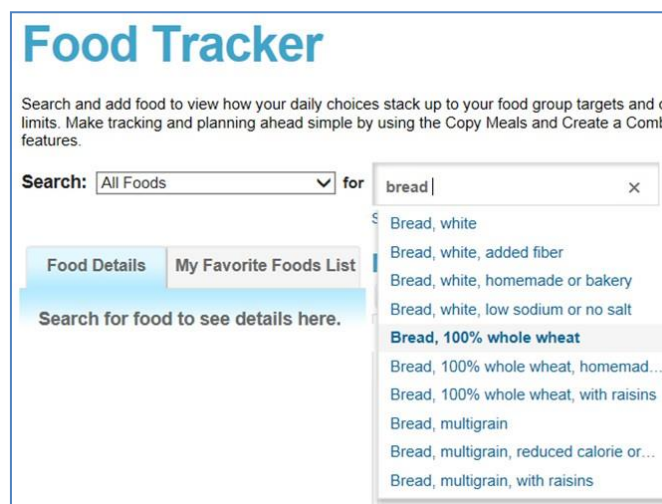 Food Tracker
Search and add food to view how your daily choices stack up to your food group targets and
limits. Make tracking and planning ahead simple by using the Copy Meals and Create a
features.
Search: All Foods for bread
Food Details My Favorite Foods List
Search for food to see details here.
Bread, white
Bread, white, added fiber
Bread, white, homemade or bakery
Bread, white, low sodium or no salt
Bread, 100% whole wheat
Bread, 100% whole wheat, homemad...
Bread, 100% whole wheat, with raisins
Bread, multigrain
Bread, multigrain, reduced calorie or...
Bread, multigrain, with raisins